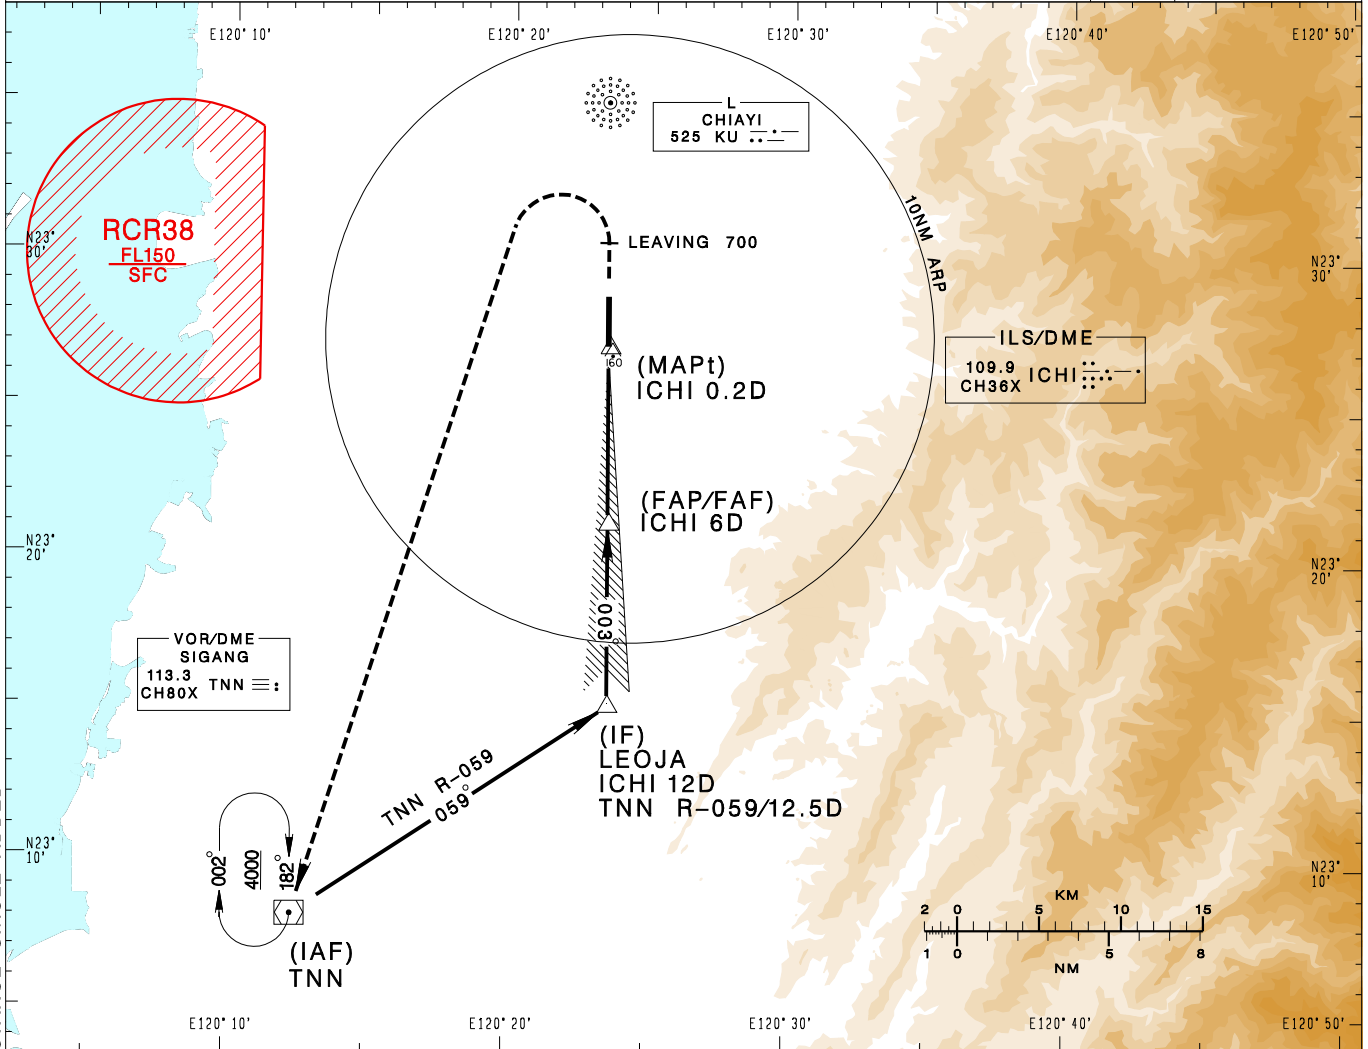 E120° 10'
E120° 20'
E120° 30'
E120° 40'
E120° 50'
L
CHIAYI
525 KU
RCR38
FL150
SFC
N23°
30'
LEAVING 700
10NM ARP
N23°
30'
ILS/DME
109.9
CH36X
ICHI
160
(MAPt)
ICHI 0.2D
(FAP/FAF)
ICHI 6D
N23°
20'
N23°
20'
003°
VOR/DME
SIGANG
113.3
CH80X
TNN
(IF)
LEOJA
ICHI 12D
TNN R-059/12.5D
TNN R-059
059°
N23°
10'
N23°
10'
002°
4000
182°
(IAF)
TNN
KM
2 0 5 10 15
1 0 5 8
NM
E120° 10'
E120° 20'
E120° 30'
E120° 40'
E120° 50'